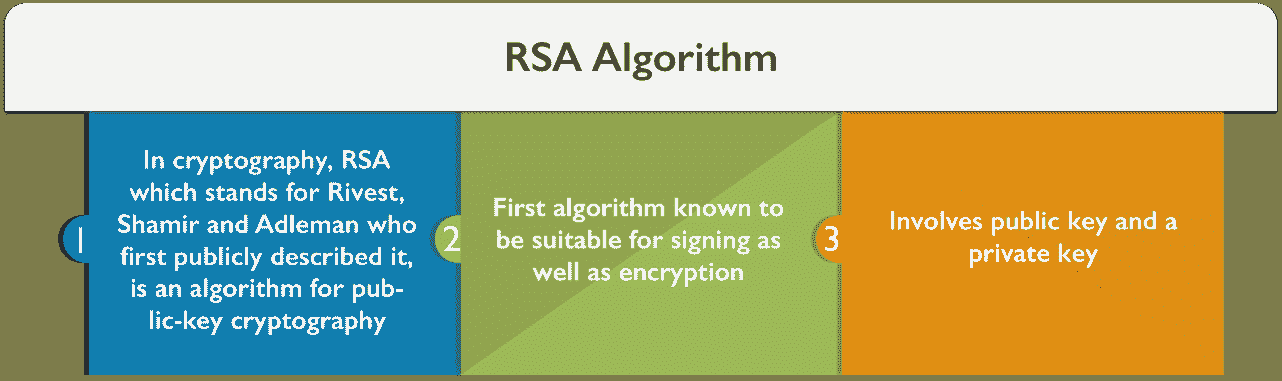 RSA Algorithm
1
In cryptography, RSA
which stands for Rivest,
Shamir and Adleman who
first publicly described it,
is an algorithm for pub-
lic-key cryptography
2
First algorithm known to
be suitable for signing as
well as encryption
3
Involves public key and a
private key